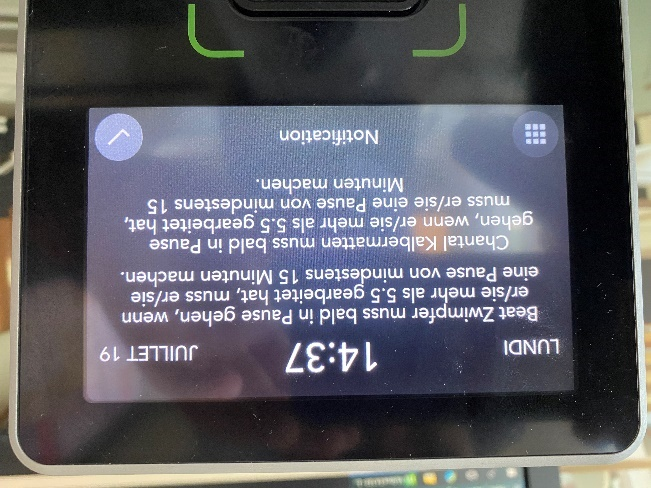 LUNDI 14:37 JUILLET 19
Beat Zwimpfer muss bald in Pause gehen, wenn
er/sie mehr als 5.5 gearbeitet hat, muss er/sie
eine Pause von mindestens 15 Minuten machen.
Chantal Kalbermatten muss bald in Pause
gehen, wenn er/sie mehr als 5.5 gearbeitet hat,
muss er/sie eine Pause von mindestens 15
Minuten machen.
Notification